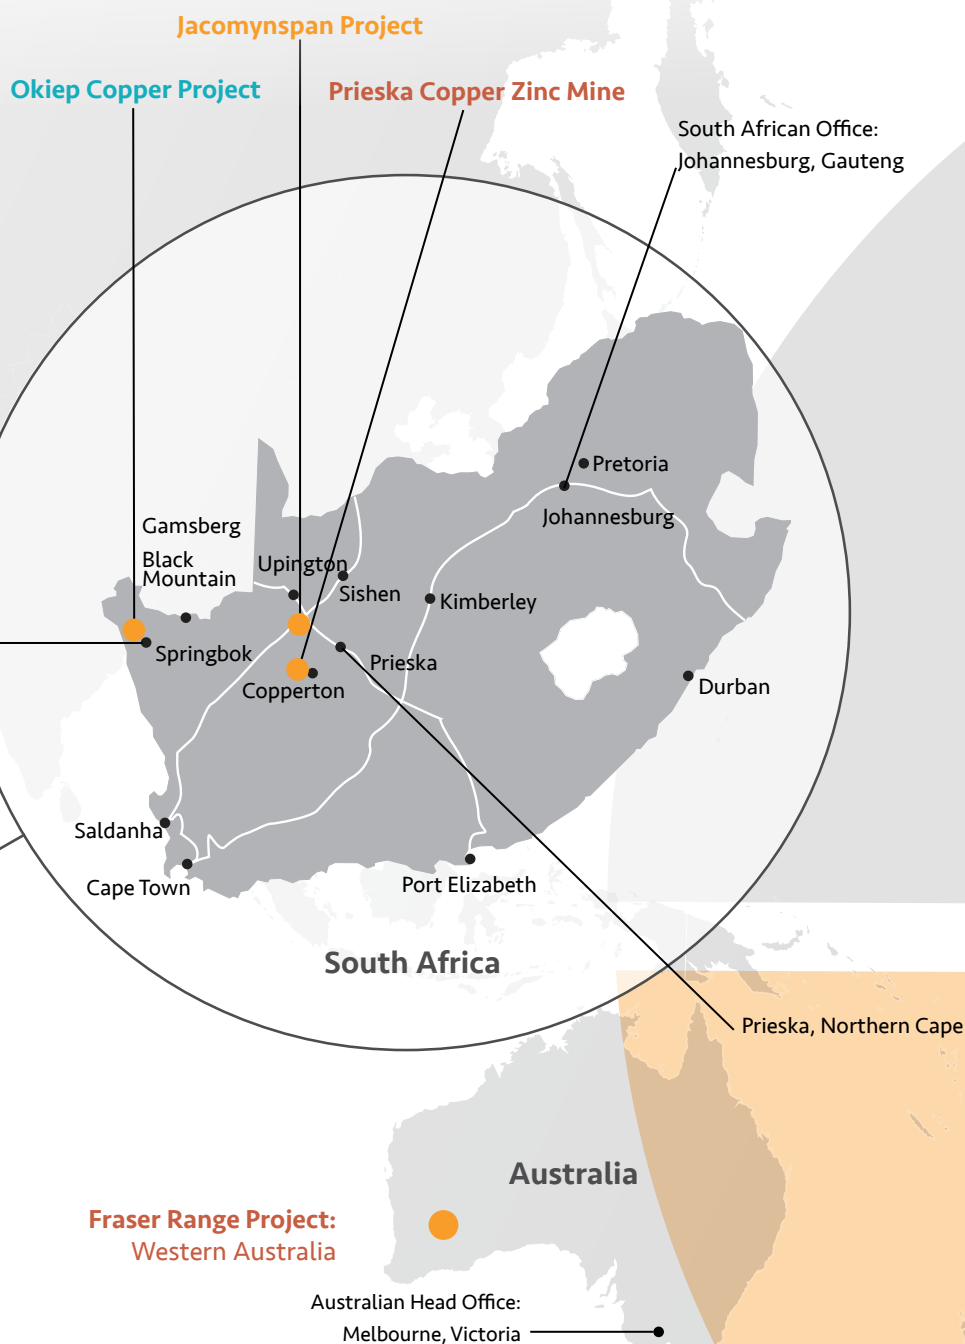 Jacomynspan Project
Okiep Copper Project
Prieska Copper Zinc Mine
South African Office:
Johannesburg, Gauteng
Pretoria
Johannesburg
Gamsberg
Black
Mountain
Upington
Sishen
Kimberley
Springbok
Prieska
Copperton
Durban
Saldanha
Cape Town
Port Elizabeth
South Africa
Prieska, Northern Cape
Australia
Fraser Range Project:
Western Australia
Australian Head Office:
Melbourne, Victoria